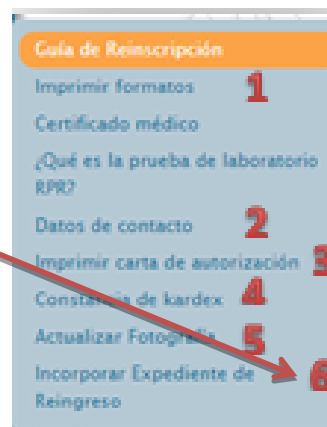 Guía de Reinscripción
Imprimir formatos 1
Certificado médico
¿Qué es la prueba de laboratorio
RPR?
Datos de contacto 2
Imprimir carta de autorización 3
Constancia de kardex 4
Actualizar Fotografía 5
Incorporar Expediente de 6
Reingreso